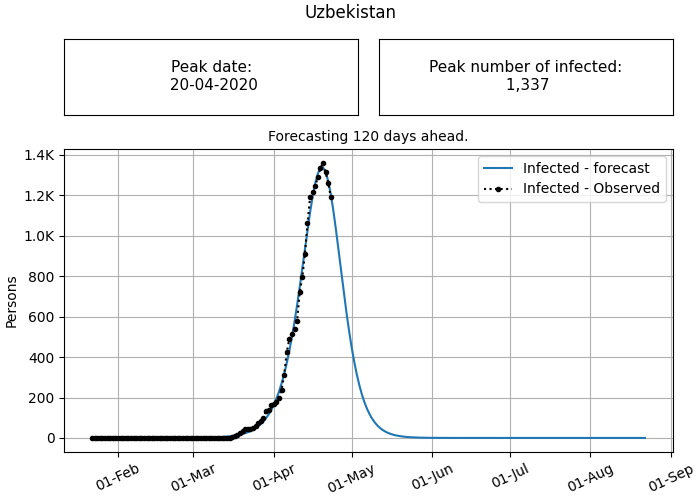 Uzbekistan
Peak date:
20-04-2020
Peak number of infected:
1,337
Forecasting 120 days ahead.
1.4K
1.2K
1.0K
800
600
400
200
0
Persons
Infected - forecast
Infected - Observed
01-Feb
01-Mar
01-Apr
01-May
01-Jun
01-Jul
01-Aug
01-Sep